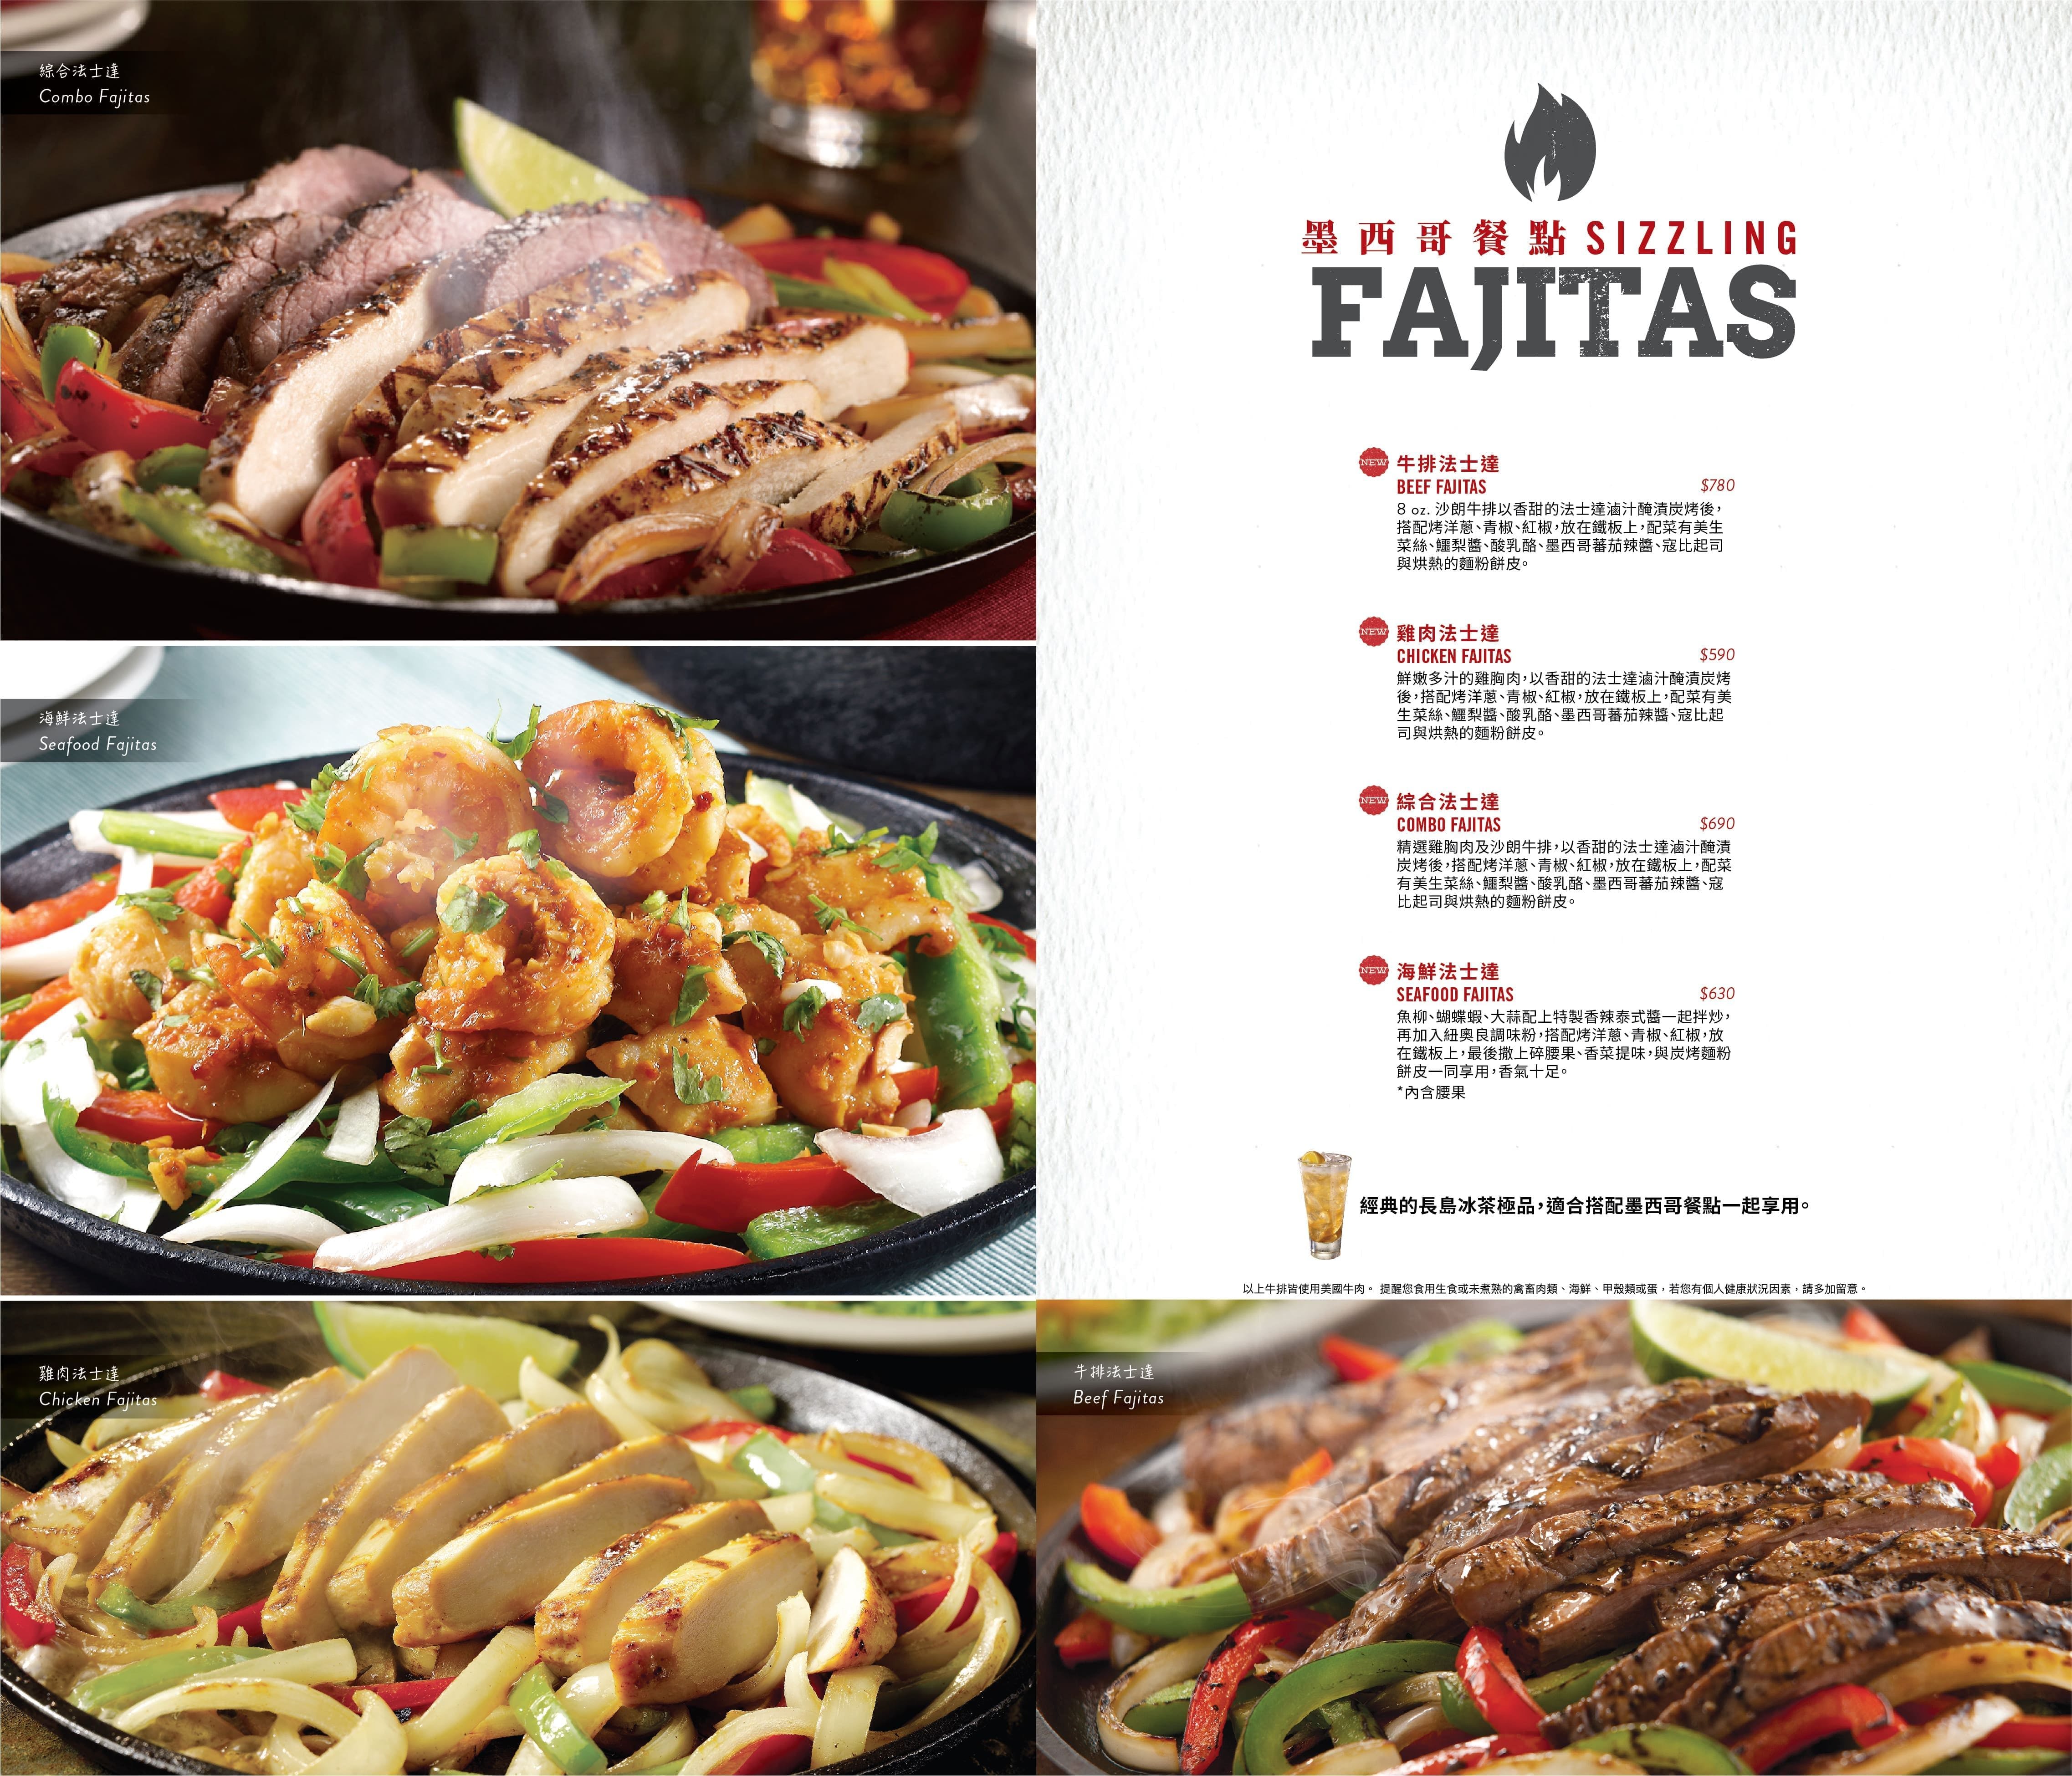 綜合法士達
Combo Fajitas
海鮮法士達
Seafood Fajitas
雞肉法士達
Chicken Fajitas
墨西哥餐點 SIZZLING
FAJITAS
NEW 牛排法士達
BEEF FAJITAS $780
8 oz. 沙朗牛排以香甜的法士達滷汁醃漬炭烤後，
搭配烤洋蔥、青椒、紅椒，放在鐵板上，配菜有美生
菜絲、鱷梨醬、酸乳酪、墨西哥蕃茄辣醬、寇比起司
與烘熱的麵粉餅皮。
NEW 雞肉法士達
CHICKEN FAJITAS $590
鮮嫩多汁的雞胸肉，以香甜的法士達滷汁醃漬炭烤
後，搭配烤洋蔥、青椒、紅椒，放在鐵板上，配菜有美
生菜絲、鱷梨醬、酸乳酪、墨西哥蕃茄辣醬、寇比起
司與烘熱的麵粉餅皮。
NEW 綜合法士達
COMBO FAJITAS $690
精選雞胸肉及沙朗牛排，以香甜的法士達滷汁醃漬
炭烤後，搭配烤洋蔥、青椒、紅椒，放在鐵板上，配菜
有美生菜絲、鱷梨醬、酸乳酪、墨西哥蕃茄辣醬、寇
比起司與烘熱的麵粉餅皮。
NEW 海鮮法士達
SEAFOOD FAJITAS $630
魚柳、蝴蝶蝦、大蒜配上特製香辣泰式醬一起拌炒，
再加入紐奧良調味粉，搭配烤洋蔥、青椒、紅椒，放
在鐵板上，最後撒上碎腰果、香菜提味，與炭烤麵粉
餅皮一同享用，香氣十足。
*內含腰果
經典的長島冰茶極品，適合搭配墨西哥餐點一起享用。
以上牛排皆使用美國牛肉。 提醒您食用生食或未煮熟的禽畜肉類、海鮮、甲殼類或蛋，若您有個人健康狀況因素，請多加留意。
牛排法士達
Beef Fajitas